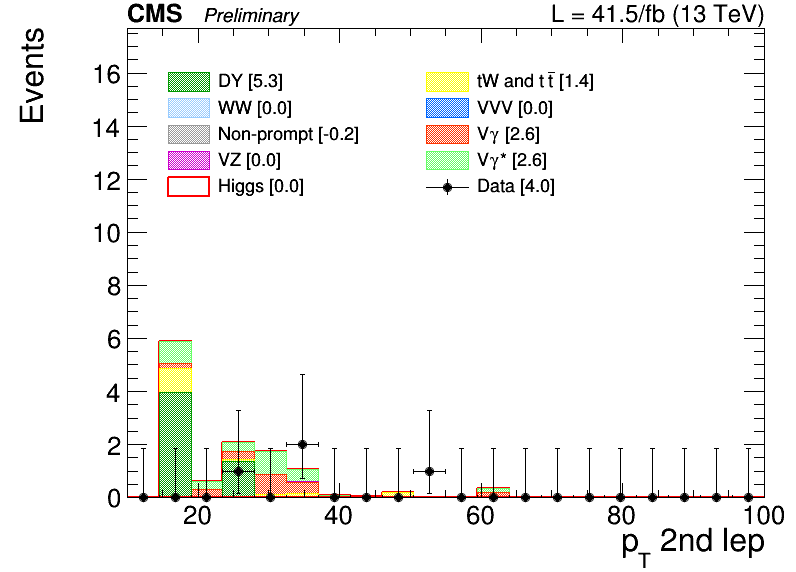 CMS Preliminary L = 41.5/fb (13 TeV)
Events
16
14
12
10
8
6
4
2
0
DY [5.3]
WW [0.0]
Non-prompt [-0.2]
VZ [0.0]
Higgs [0.0]
tW and tt̅ [1.4]
VVV [0.0]
Vγ [2.6]
Vγ* [2.6]
Data [4.0]
20 40 60 80 100
p_T 2nd lep